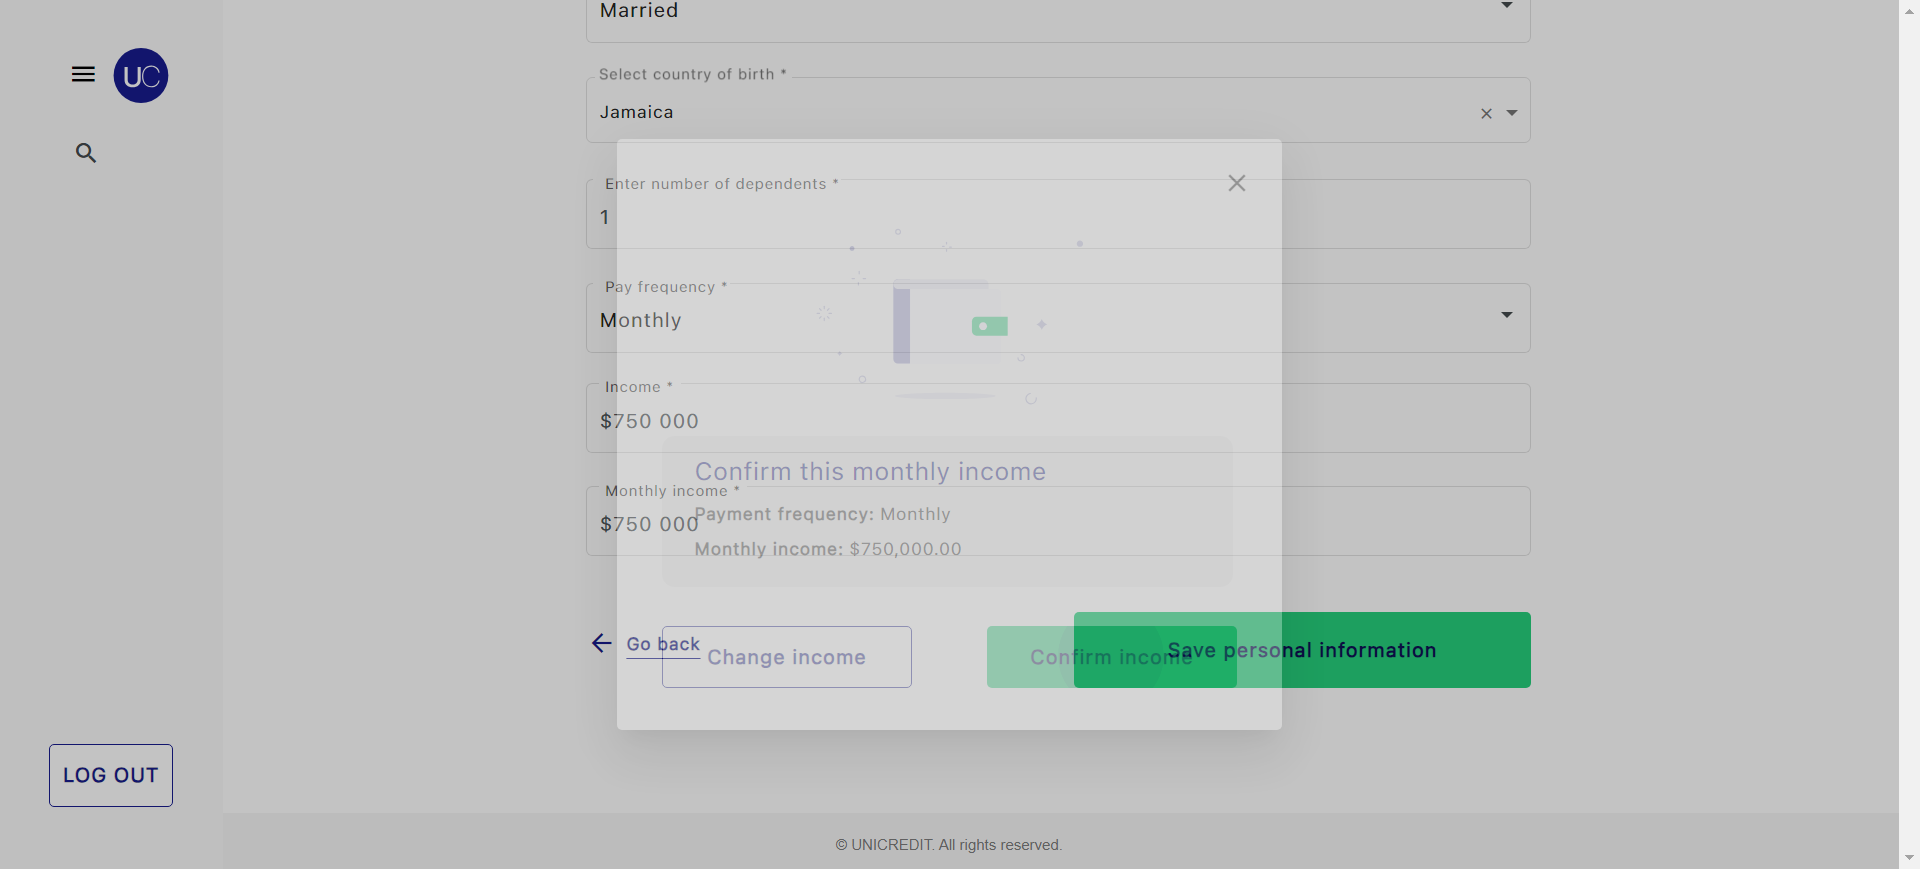 Married
UC
Select country of birth *
Jamaica
Enter number of dependents *
1
Pay frequency *
Monthly
Income *
$750 000
Confirm this monthly income
Monthly income *
$750 000
Payment frequency: Monthly
Monthly income: $750,000.00
Go back
Change income
Confirm income
Save personal information
LOG OUT
© UNICREDIT. All rights reserved.